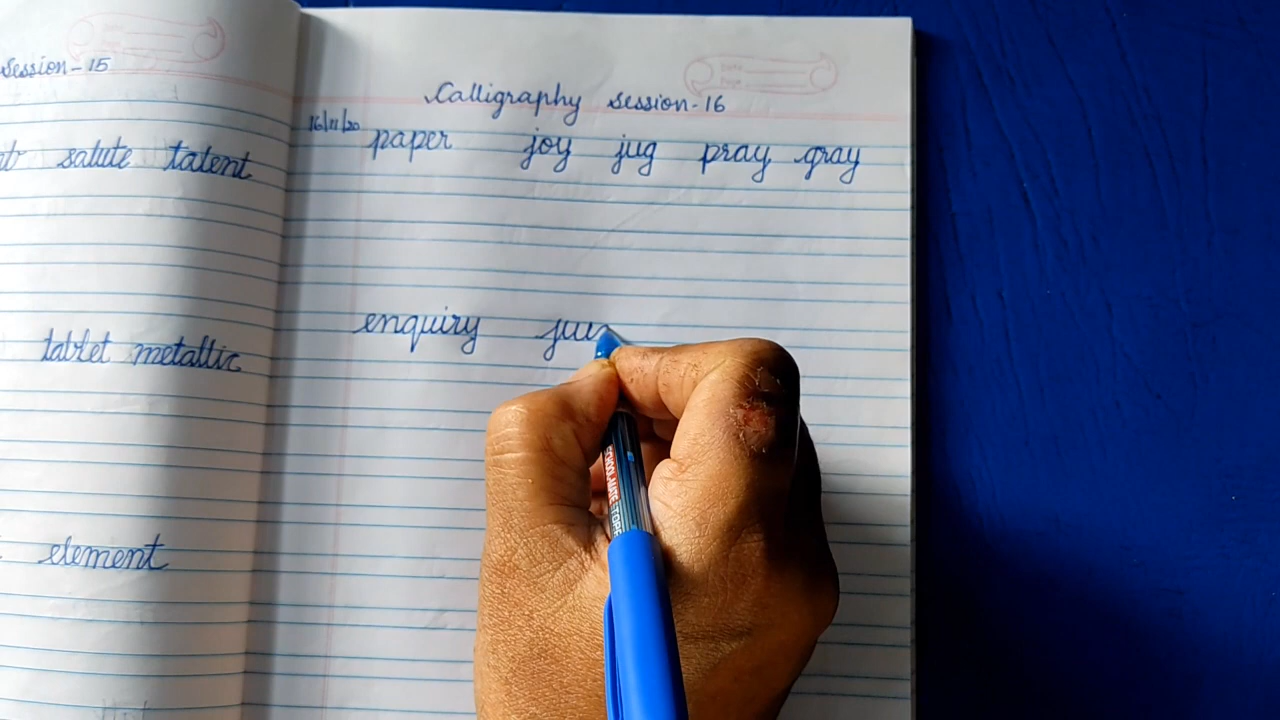 Session-15
salute talent
tablet metallic
element
Calligraphy Session-16
16/11/20
paper joy jug pray gray
enquiry
SCHOOLMATE